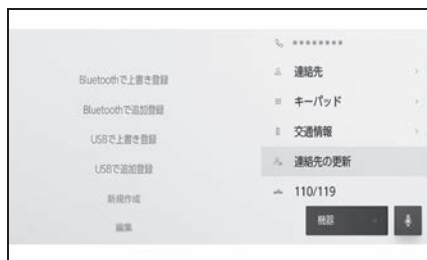 Bluetoothで上書き登録
Bluetoothで追加登録
USBで上書き登録
USBで追加登録
新規作成
編集
********
連絡先
キーパッド
交通情報
連絡先の更新
110/119
機器